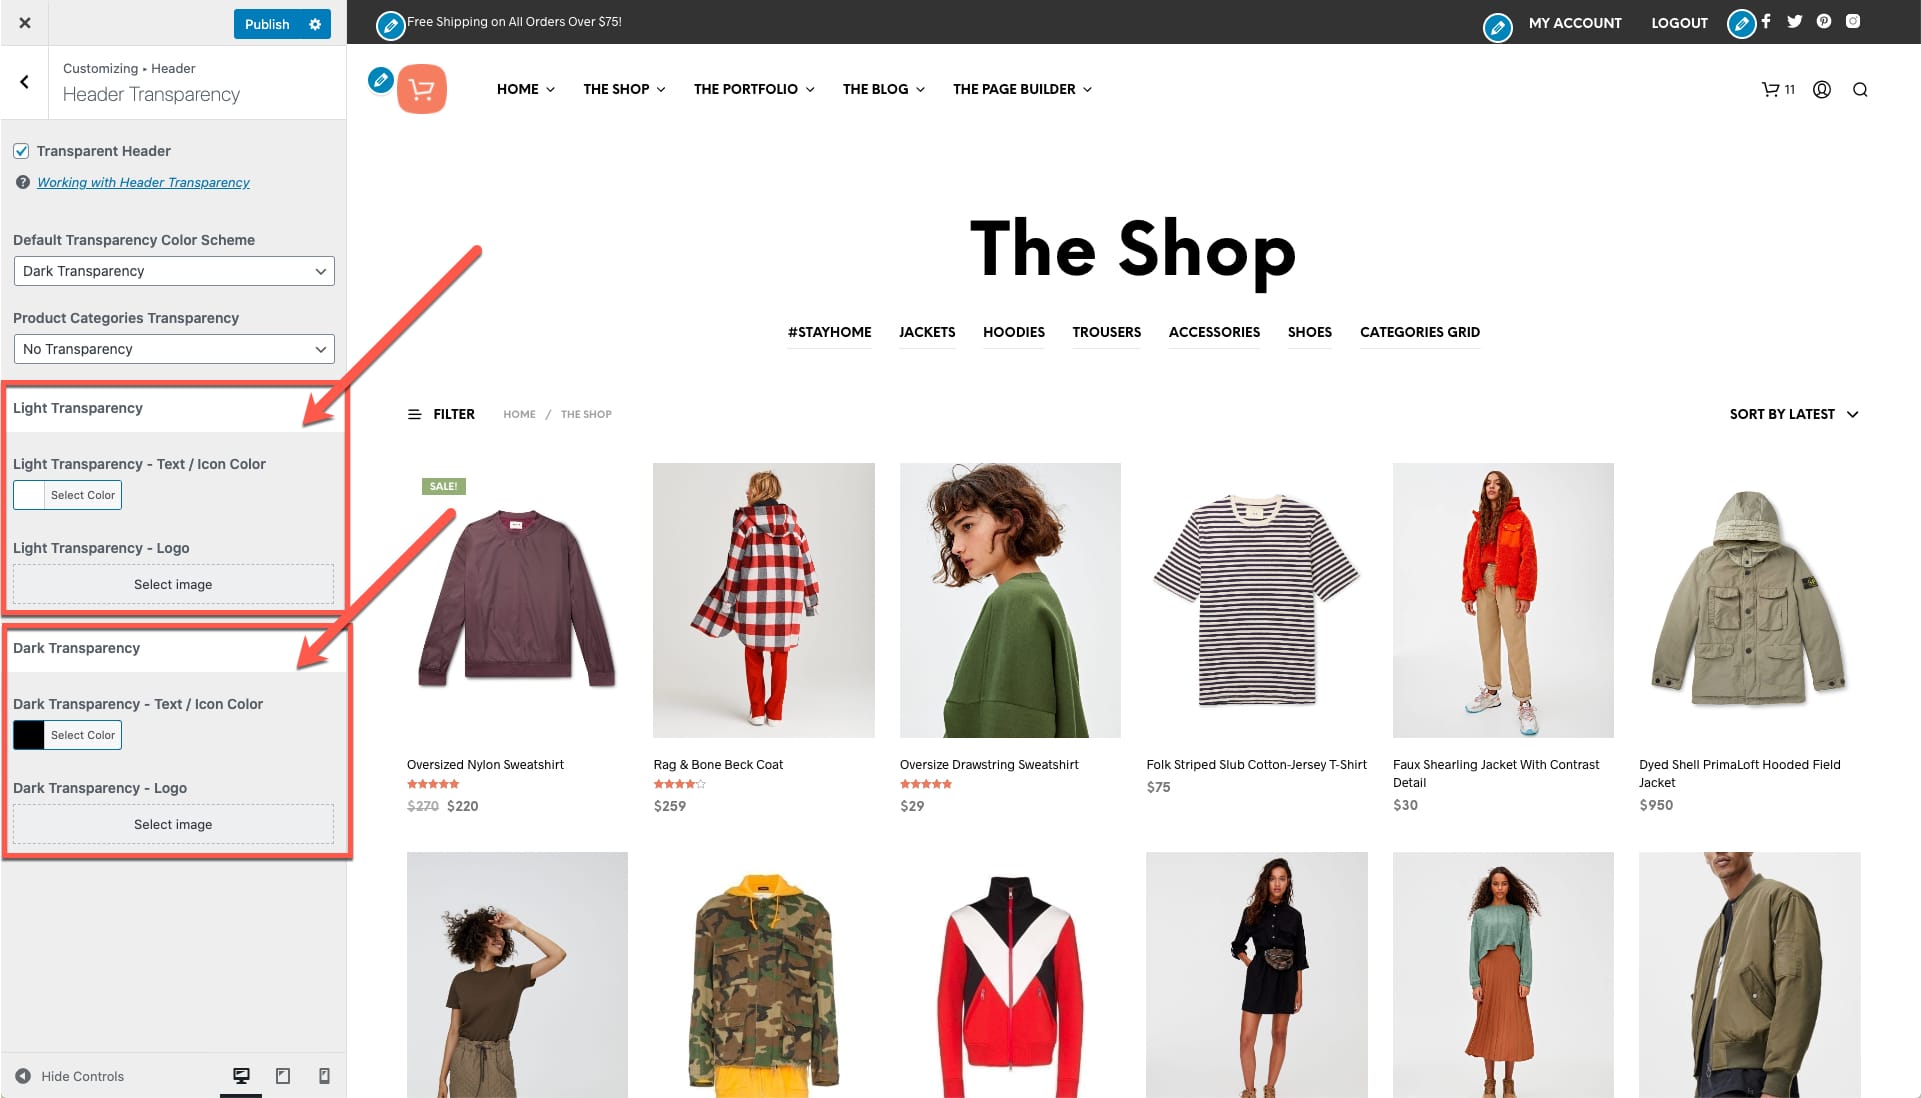 Publish
Customizing ▸ Header
Header Transparency
Transparent Header
Working with Header Transparency
Default Transparency Color Scheme
Dark Transparency
Product Categories Transparency
No Transparency
Light Transparency
Light Transparency - Text / Icon Color
Select Color
Light Transparency - Logo
Select image
Dark Transparency
Dark Transparency - Text / Icon Color
Select Color
Dark Transparency - Logo
Select image
Hide Controls
Free Shipping on All Orders Over $75!
MY ACCOUNT LOGOUT
HOME THE SHOP THE PORTFOLIO THE BLOG THE PAGE BUILDER
11
The Shop
#STAYHOME JACKETS HOODIES TROUSERS ACCESSORIES SHOES CATEGORIES GRID
FILTER HOME / THE SHOP
SORT BY LATEST
SALE!
Oversized Nylon Sweatshirt
$270 $220
Rag & Bone Beck Coat
$259
Oversize Drawstring Sweatshirt
$29
Folk Striped Slub Cotton-Jersey T-Shirt
$75
Faux Shearling Jacket With Contrast
Detail
$30
Dyed Shell PrimaLoft Hooded Field
Jacket
$950